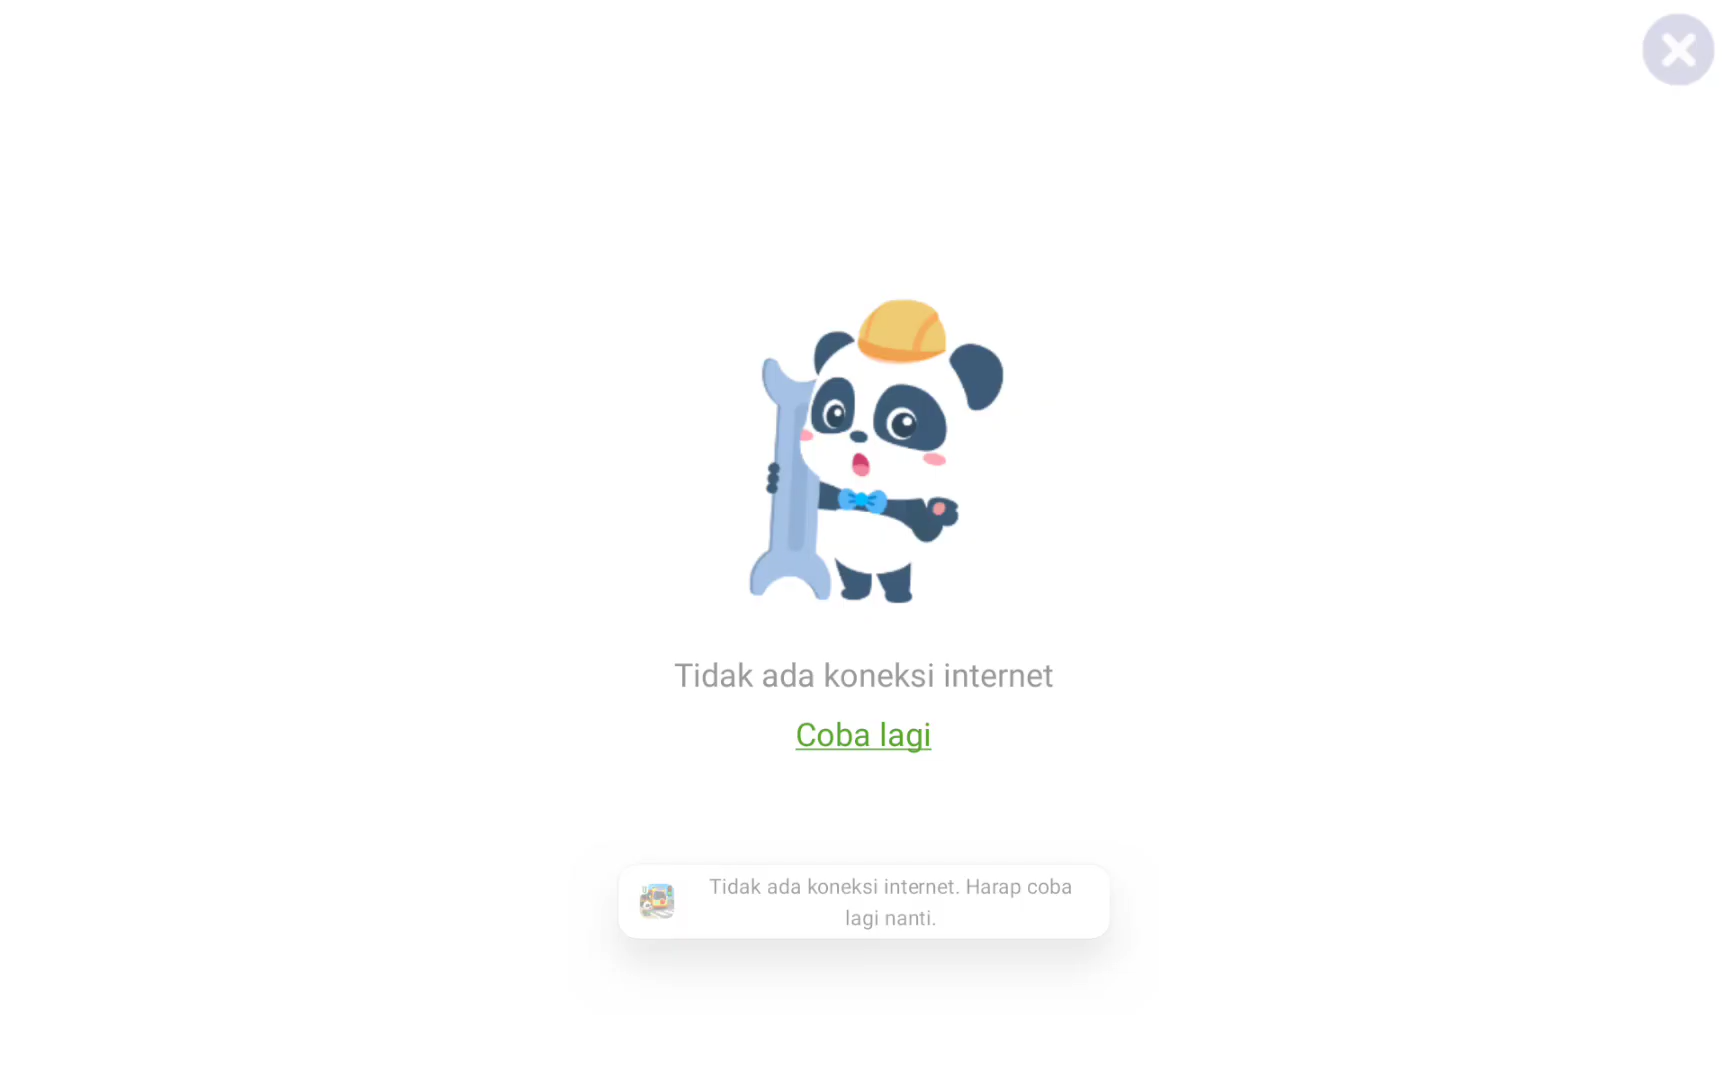 Tidak ada koneksi internet
Coba lagi
Tidak ada koneksi internet. Harap coba
lagi nanti.